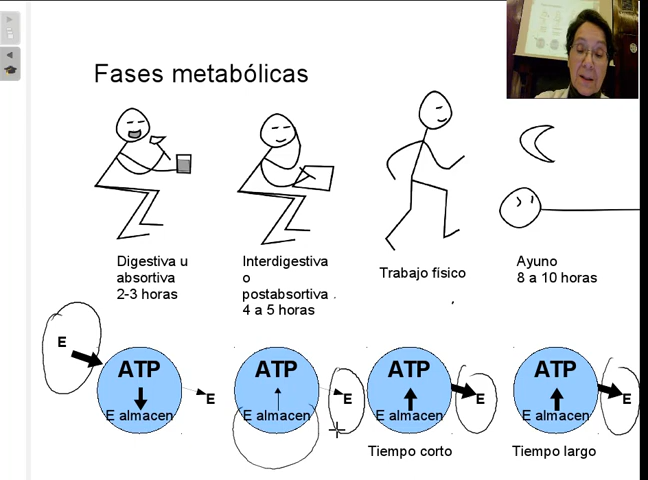 Fases metabólicas
Digestiva u
absortiva
2-3 horas
Interdigestiva
o
postabsortiva .
4 a 5 horas
Trabajo físico
Ayuno
8 a 10 horas
E
ATP
E almacen
E
ATP
E almacen
E
ATP
E almacen
E
Tiempo corto
ATP
E almacen
E
Tiempo largo